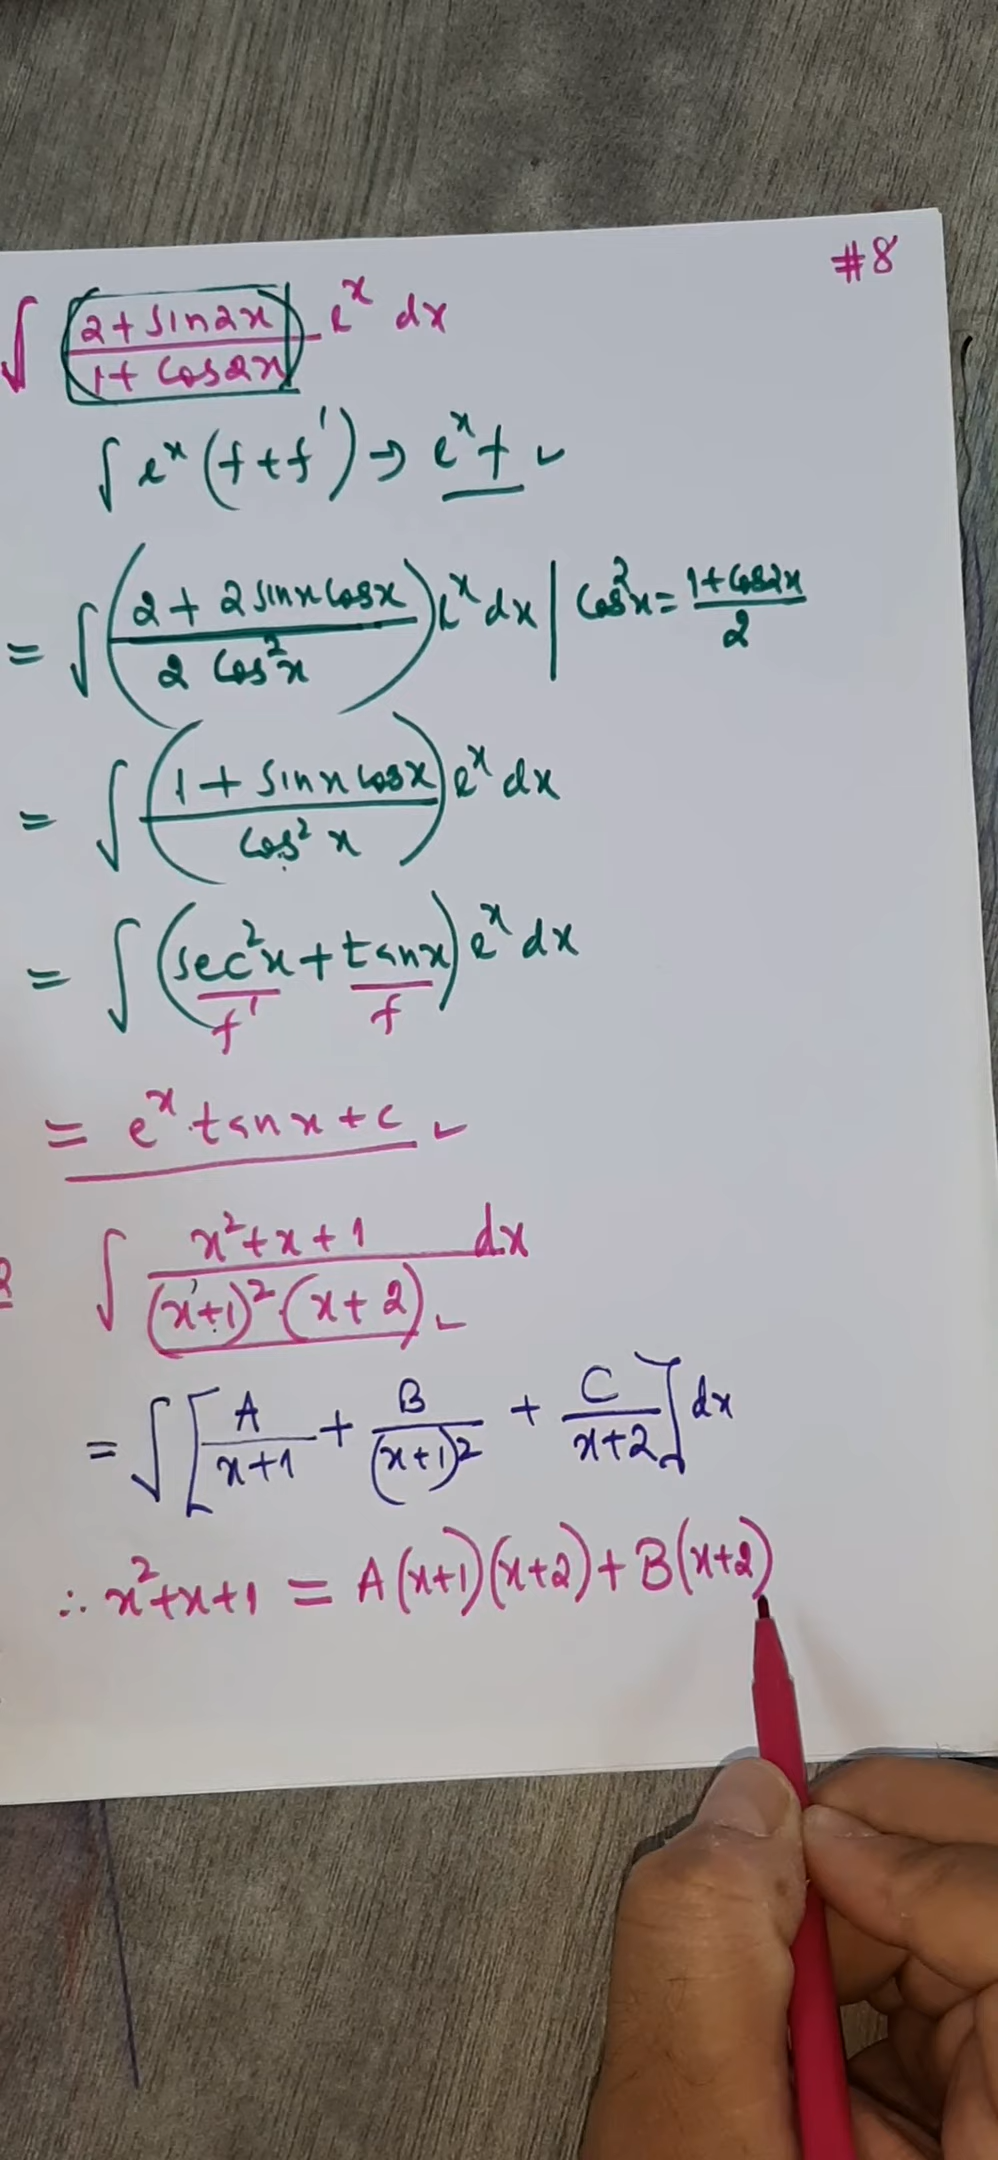 #8
∫ (2 + sin2x / 1 + cos2x) e^x dx
∫ e^x (f + f') → e^x f ✓
= ∫ (2 + 2 sinx cosx / 2 cos²x) e^x dx | cos²x = 1 + cos2x / 2
= ∫ (1 + sinx cosx / cos² x) e^x dx
= ∫ (sec²x + tanx) e^x dx
f' f
= e^x tanx + c ✓
∫ x² + x + 1 / (x+1)² (x+2) dx ✓
= ∫ [A / x+1 + B / (x+1)² + C / x+2] dx
∴ x² + x + 1 = A(x+1)(x+2) + B(x+2)